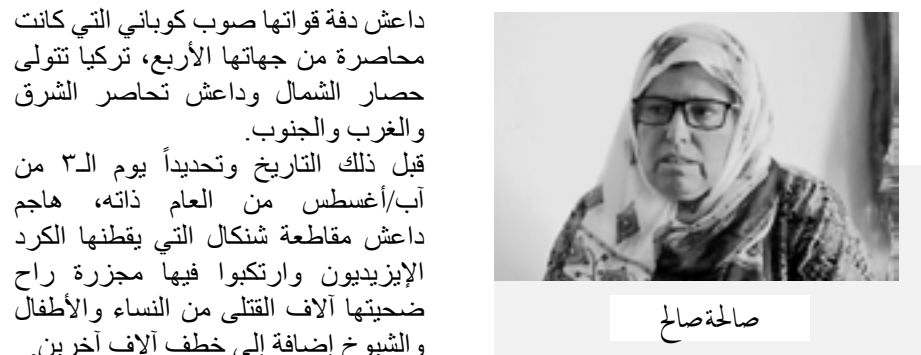 داعش دفة قواتها صوب كوباني التي كانت
محاصرة من جهاتها الأربع، تركيا تتولى
حصار الشمال وداعش تحاصر الشرق
والغرب والجنوب.
قبل ذلك التاريخ وتحديداً يوم الـ٣ من
آب/أغسطس من العام ذاته، هاجم
داعش مقاطعة شنكال التي يقطنها الكرد
الإيزيديون وارتكبوا فيها مجزرة راح
ضحيتها آلاف القتلى من النساء والأطفال
والشيوخ إضافة إلى خطف آلاف آخرين.
صالحة صالح